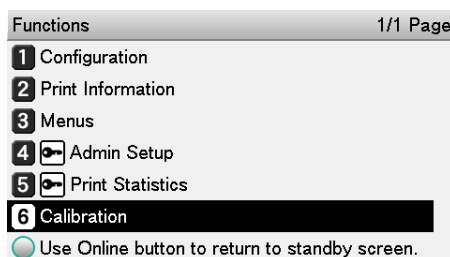 Functions 1/1 Page
1 Configuration
2 Print Information
3 Menus
4 Admin Setup
5 Print Statistics
6 Calibration
Use Online button to return to standby screen.